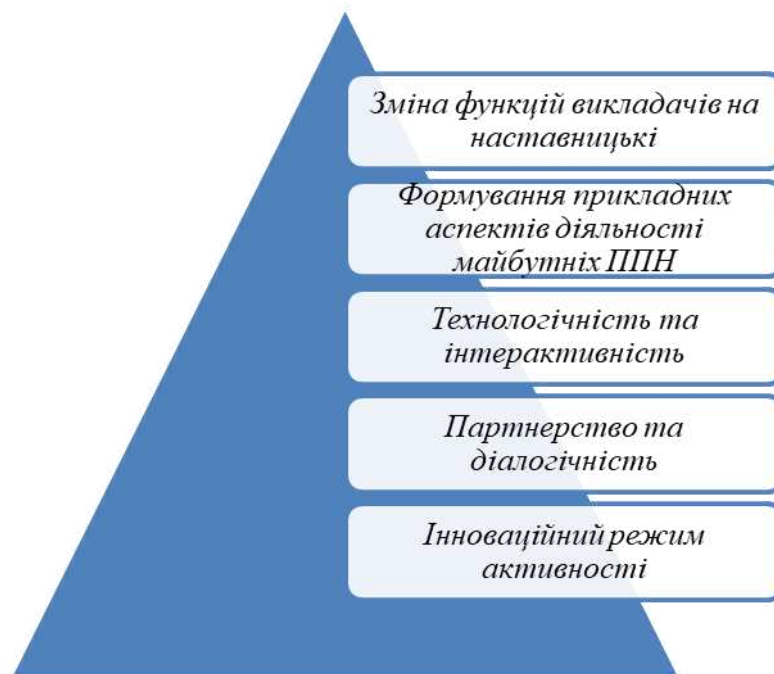 Зміна функцій викладачів на
наставницькі
Формування прикладних
аспектів діяльності
майбутніх ППН
Технологічність та
інтерактивність
Партнерство та
діалогічність
Інноваційний режим
активності